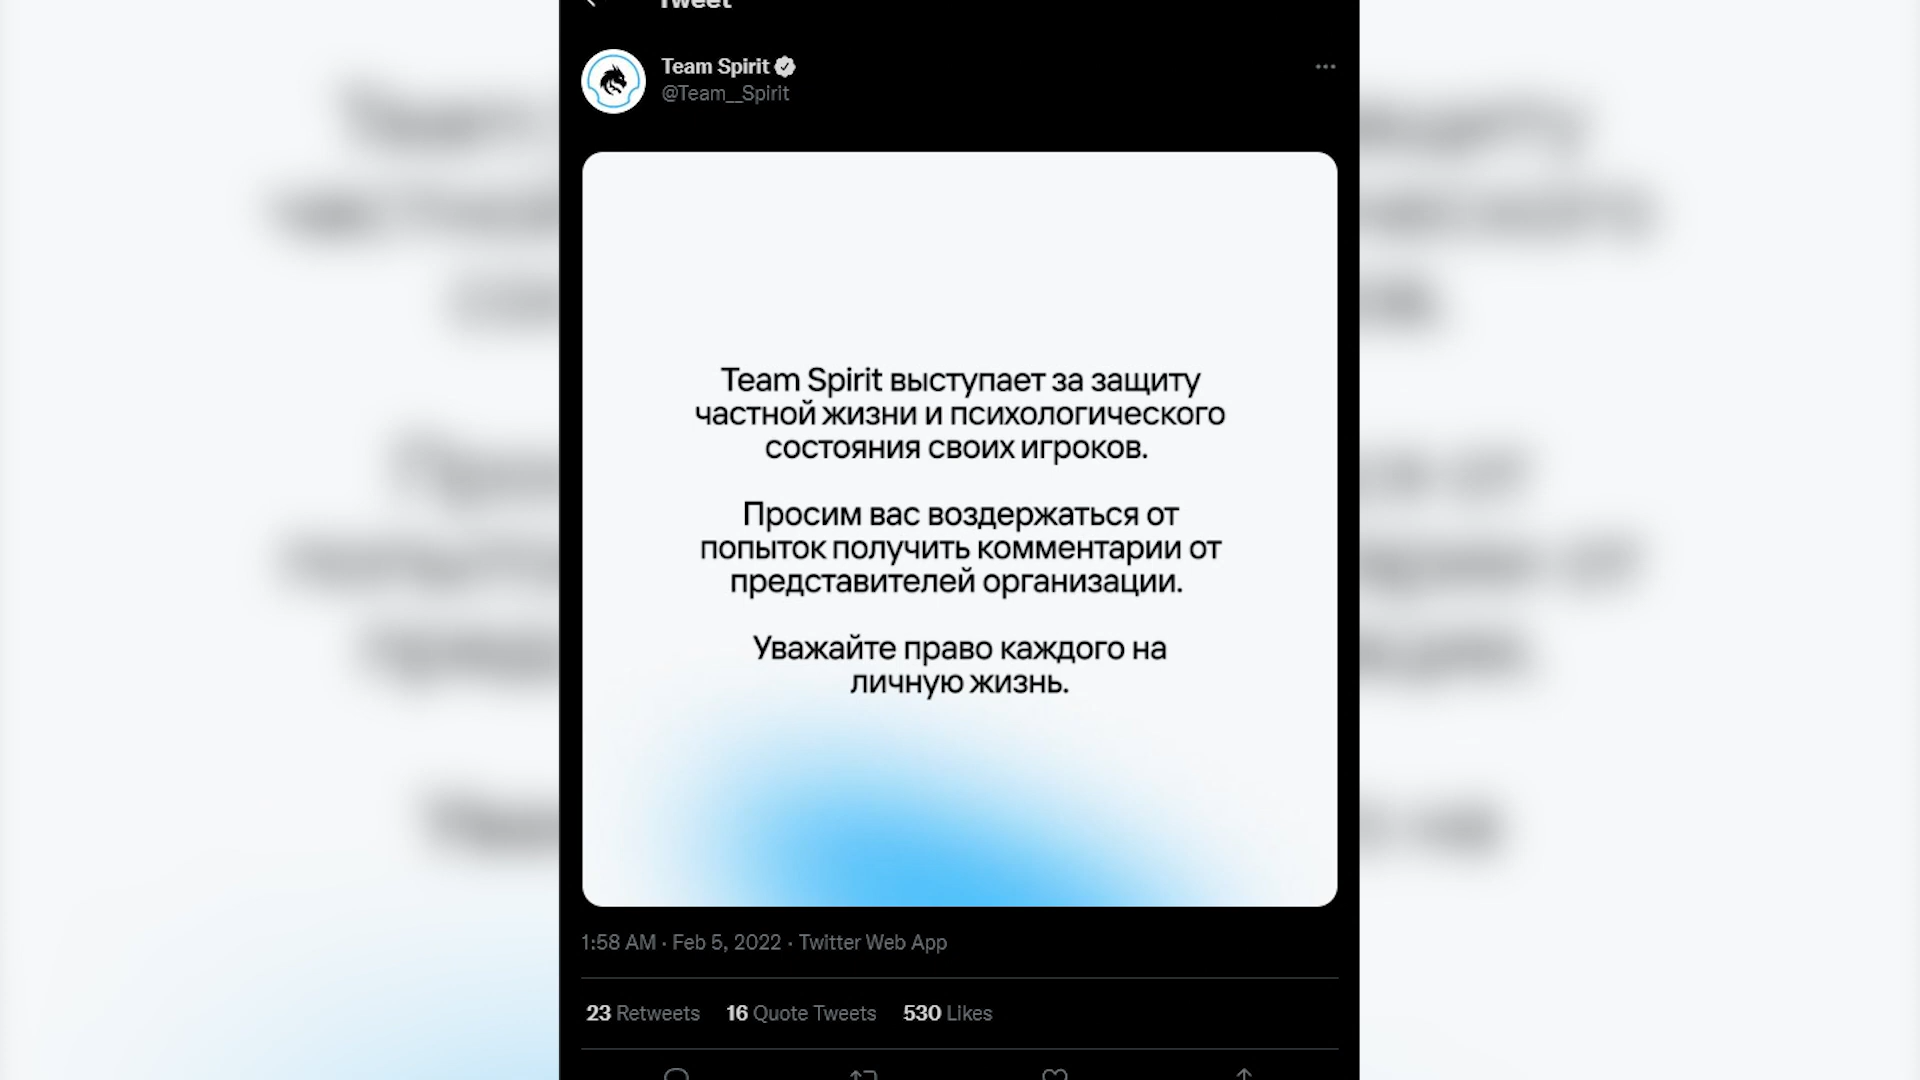 Tweet
Team Spirit
@Team__Spirit
Team Spirit выступает за защиту
частной жизни и психологического
состояния своих игроков.
Просим вас воздержаться от
попыток получить комментарии от
представителей организации.
Уважайте право каждого на
личную жизнь.
1:58 AM · Feb 5, 2022 · Twitter Web App
23 Retweets 16 Quote Tweets 530 Likes